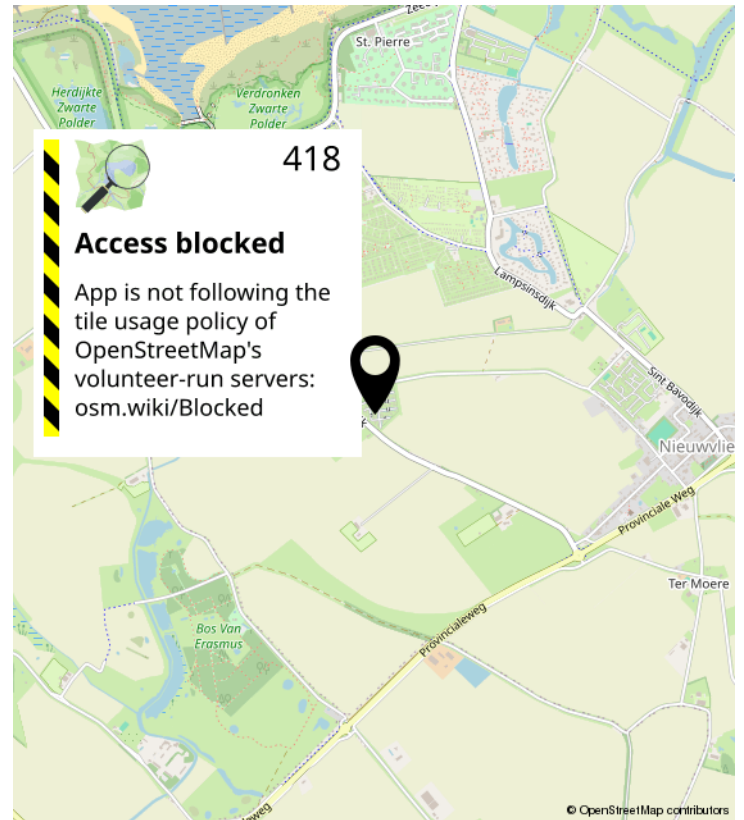 Zee
St. Pierre
Herdijkte
Zwarte
Polder
Verdronken
Zwarte
Polder
418
Access blocked
App is not following the
tile usage policy of
OpenStreetMap's
volunteer-run servers:
osm.wiki/Blocked
Lampsinsdijk
Sint Bavodijk
Nieuwvlie
Provinciale Weg
Ter Moere
Bos Van
Erasmus
Provincialeweg
leweg
© OpenStreetMap contributors